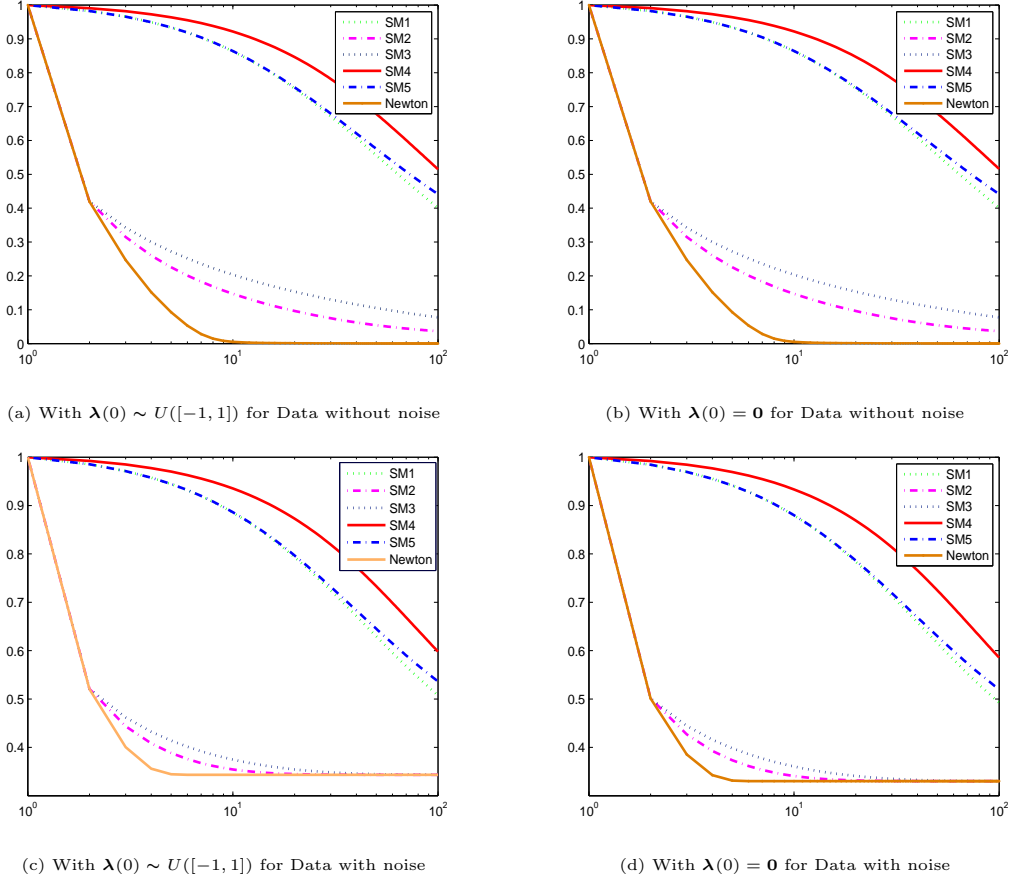 1
0.9
0.8
0.7
0.6
0.5
0.4
0.3
0.2
0.1
0
10^0
10^1
10^2
SM1
SM2
SM3
SM4
SM5
Newton
(a) With λ(0) ∼ U([−1, 1]) for Data without noise
1
0.9
0.8
0.7
0.6
0.5
0.4
0.3
0.2
0.1
0
10^0
10^1
10^2
SM1
SM2
SM3
SM4
SM5
Newton
(b) With λ(0) = 0 for Data without noise
1
0.9
0.8
0.7
0.6
0.5
0.4
10^0
10^1
10^2
SM1
SM2
SM3
SM4
SM5
Newton
(c) With λ(0) ∼ U([−1, 1]) for Data with noise
1
0.9
0.8
0.7
0.6
0.5
0.4
10^0
10^1
10^2
SM1
SM2
SM3
SM4
SM5
Newton
(d) With λ(0) = 0 for Data with noise